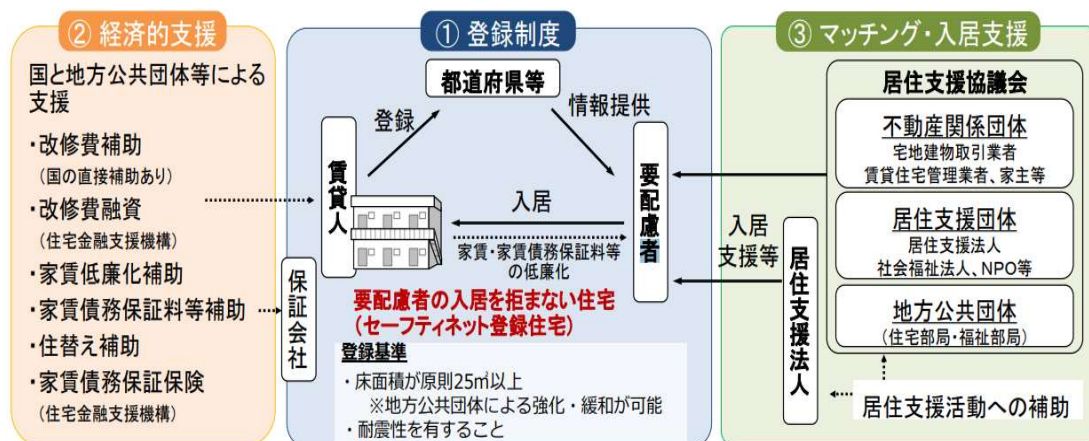 ② 経済的支援
国と地方公共団体等による
支援
・改修費補助
(国の直接補助あり)
・改修費融資
(住宅金融支援機構)
・家賃低廉化補助
・家賃債務保証料等補助
・住替え補助
・家賃債務保証保険
(住宅金融支援機構)
① 登録制度
都道府県等
登録
情報提供
賃貸人
要配慮者
入居
家賃・家賃債務保証料等
の低廉化
保証会社
要配慮者の入居を拒まない住宅
(セーフティネット登録住宅)
登録基準
・床面積が原則25㎡以上
※地方公共団体による強化・緩和が可能
・耐震性を有すること
③ マッチング・入居支援
居住支援協議会
不動産関係団体
宅地建物取引業者
賃貸住宅管理業者、家主等
居住支援団体
居住支援法人
社会福祉法人、NPO等
地方公共団体
(住宅部局・福祉部局)
入居
支援等
居住支援法人
居住支援活動への補助